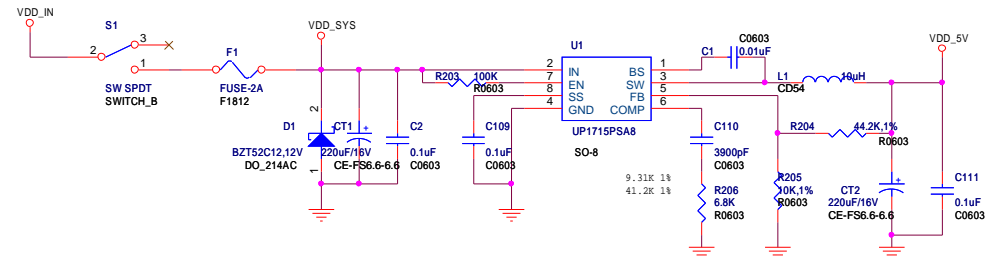 VDD_IN
S1
2
3
1
SW SPDT
SWITCH_B
F1
FUSE-2A
F1812
VDD_SYS
R203
100K
R0603
D1
2
1
BZT52C12,12V
DO_214AC
CT1
220uF/16V
CE-FS6.6-6.6
C2
0.1uF
C0603
C109
0.1uF
C0603
U1
2 IN BS 1
7 EN SW 3
8 SS FB 5
4 GND COMP 6
UP1715PSA8
SO-8
C1
C0603
0.01uF
L1
10uH
CD54
VDD_5V
C110
3900pF
C0603
9.31K 1%
41.2K 1%
R206
6.8K
R0603
R204
44.2K,1%
R0603
R205
10K,1%
R0603
CT2
220uF/16V
CE-FS6.6-6.6
C111
0.1uF
C0603